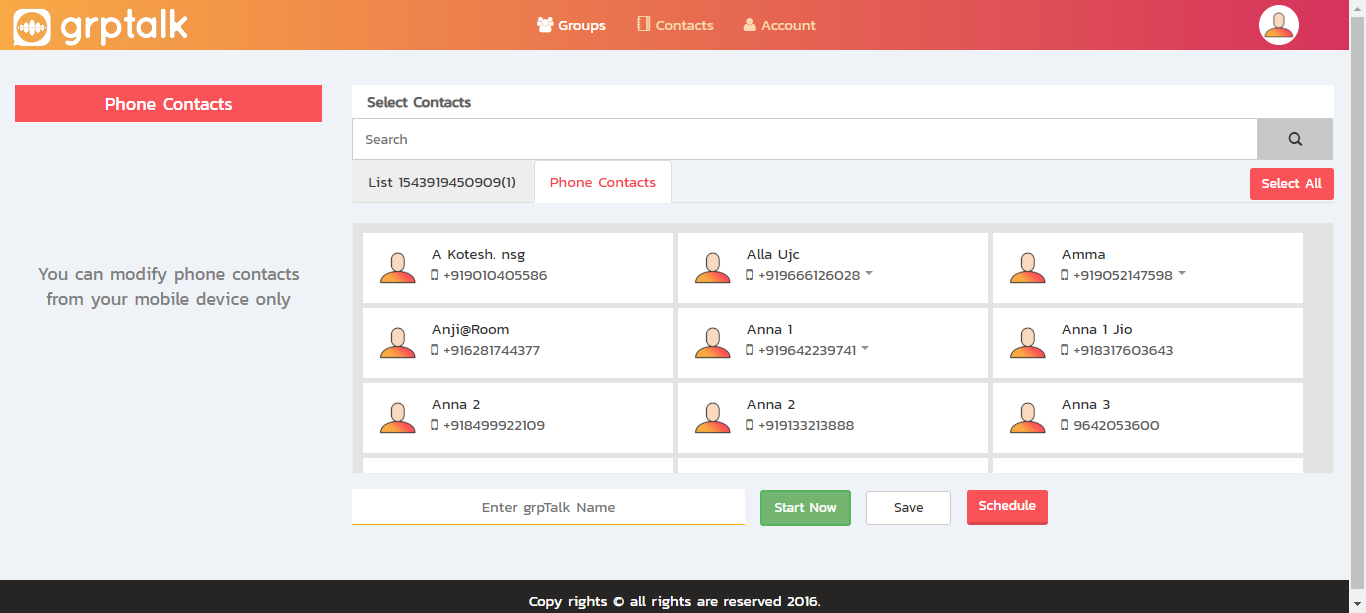 grptalk
Groups
Contacts
Account
Phone Contacts
You can modify phone contacts
from your mobile device only
Select Contacts
Search
List 1543919450909(1)
Phone Contacts
Select All
A Kotesh. nsg
+919010405586
Alla Ujc
+919666126028
Amma
+919052147598
Anji@Room
+916281744377
Anna 1
+919642239741
Anna 1 Jio
+918317603643
Anna 2
+918499922109
Anna 2
+919133213888
Anna 3
9642053600
Enter grpTalk Name
Start Now
Save
Schedule
Copy rights © all rights are reserved 2016.